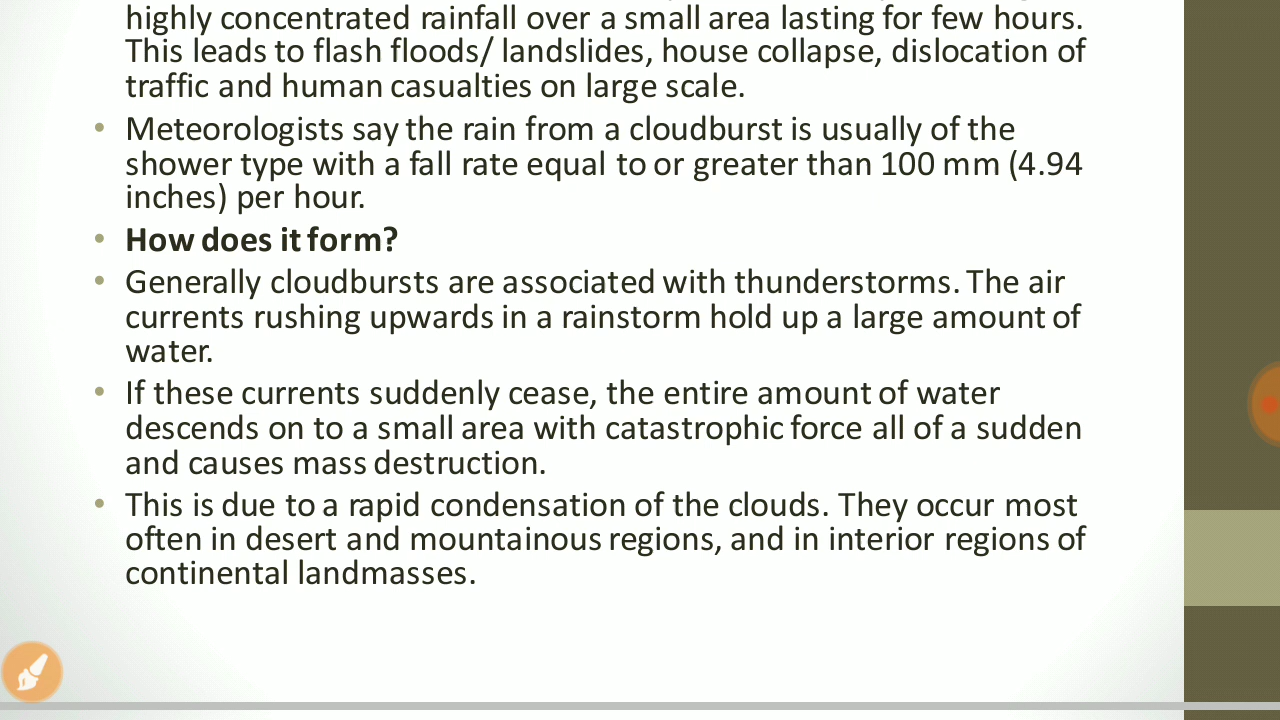 highly concentrated rainfall over a small area lasting for few hours.
This leads to flash floods/ landslides, house collapse, dislocation of
traffic and human casualties on large scale.
• Meteorologists say the rain from a cloudburst is usually of the
shower type with a fall rate equal to or greater than 100 mm (4.94
inches) per hour.
• How does it form?
• Generally cloudbursts are associated with thunderstorms. The air
currents rushing upwards in a rainstorm hold up a large amount of
water.
• If these currents suddenly cease, the entire amount of water
descends on to a small area with catastrophic force all of a sudden
and causes mass destruction.
• This is due to a rapid condensation of the clouds. They occur most
often in desert and mountainous regions, and in interior regions of
continental landmasses.